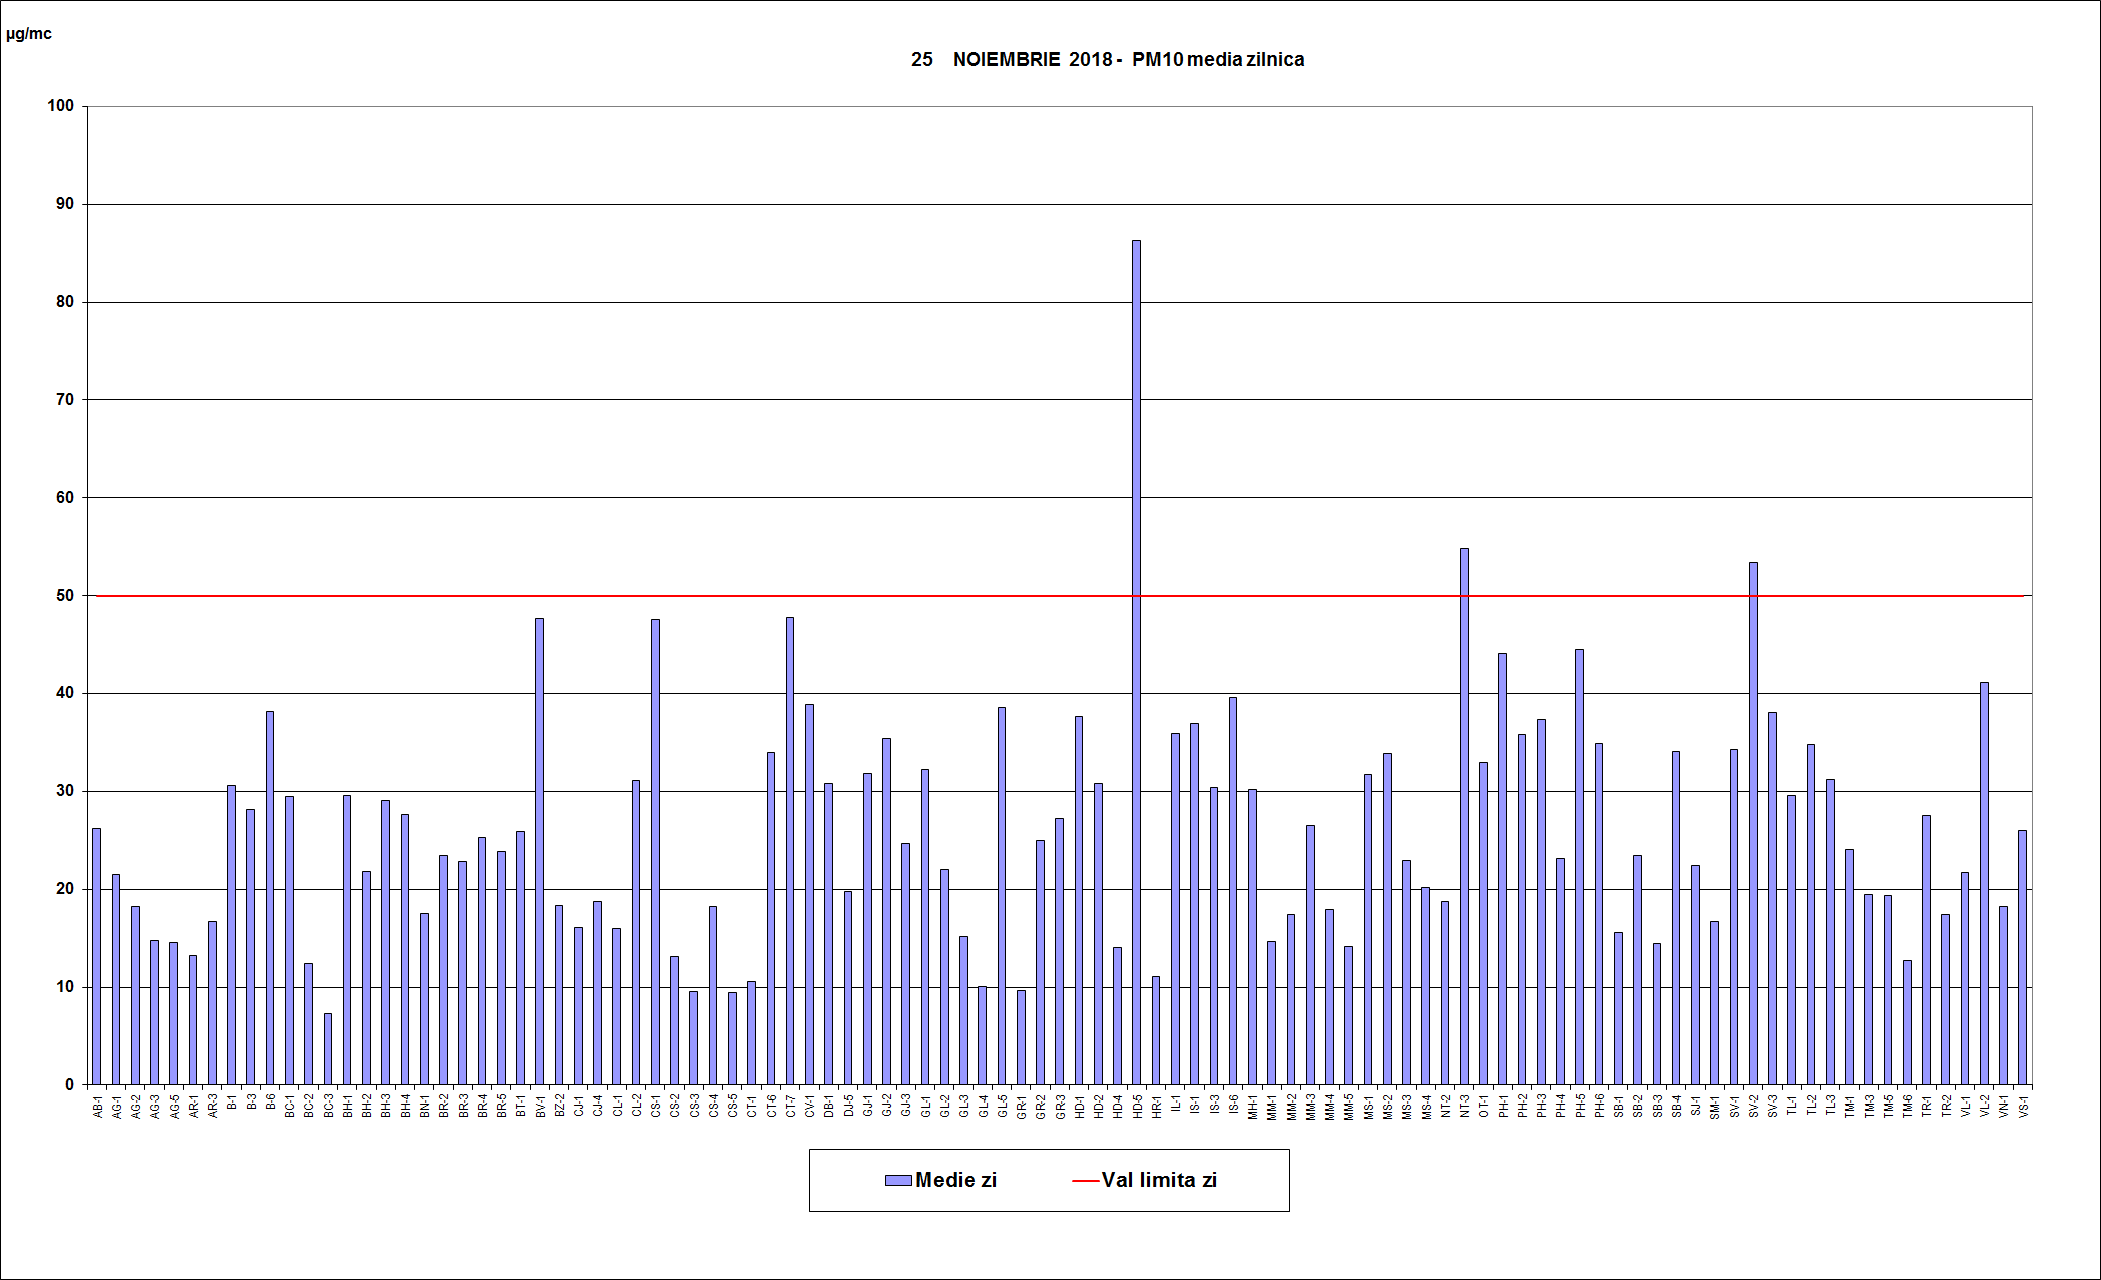 µg/mc
25 NOIEMBRIE 2018 - PM10 media zilnica
100
90
80
70
60
50
40
30
20
10
0
AB-1 AG-1 AG-2 AG-3 AG-5 AR-1 AR-3 B-1 B-3 B-6 BC-1 BC-2 BC-3 BH-1 BH-2 BH-3 BH-4 BN-1 BR-2 BR-3 BR-4 BR-5 BT-1 BV-1 BZ-2 CJ-1 CJ-4 CL-1 CL-2 CS-1 CS-2 CS-3 CS-4 CS-5 CT-1 CT-6 CT-7 CV-1 DB-1 DJ-5 GJ-1 GJ-2 GJ-3 GL-1 GL-2 GL-3 GL-4 GL-5 GR-1 GR-2 GR-3 HD-1 HD-2 HD-4 HD-5 HR-1 IL-1 IS-1 IS-3 IS-6 MH-1 MM-1 MM-2 MM-3 MM-4 MM-5 MS-1 MS-2 MS-3 MS-4 NT-2 NT-3 OT-1 PH-1 PH-2 PH-3 PH-4 PH-5 PH-6 SB-1 SB-2 SB-3 SB-4 SJ-1 SM-1 SV-1 SV-2 SV-3 TL-1 TL-2 TL-3 TM-1 TM-3 TM-5 TM-6 TR-1 TR-2 VL-1 VL-2 VN-1 VS-1
Medie zi Val limita zi